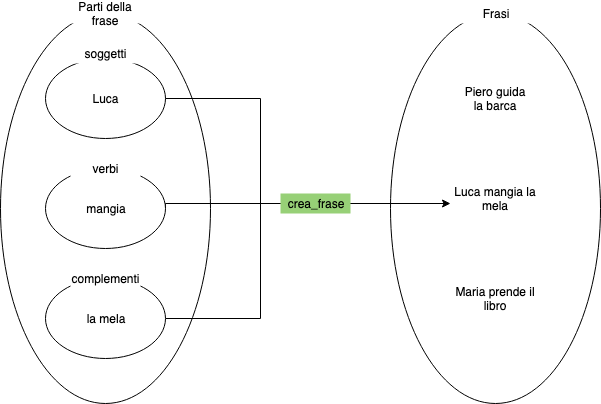 Parti della
frase
soggetti
Luca
verbi
mangia
complementi
la mela
crea_frase
Frasi
Piero guida
la barca
Luca mangia la
mela
Maria prende il
libro